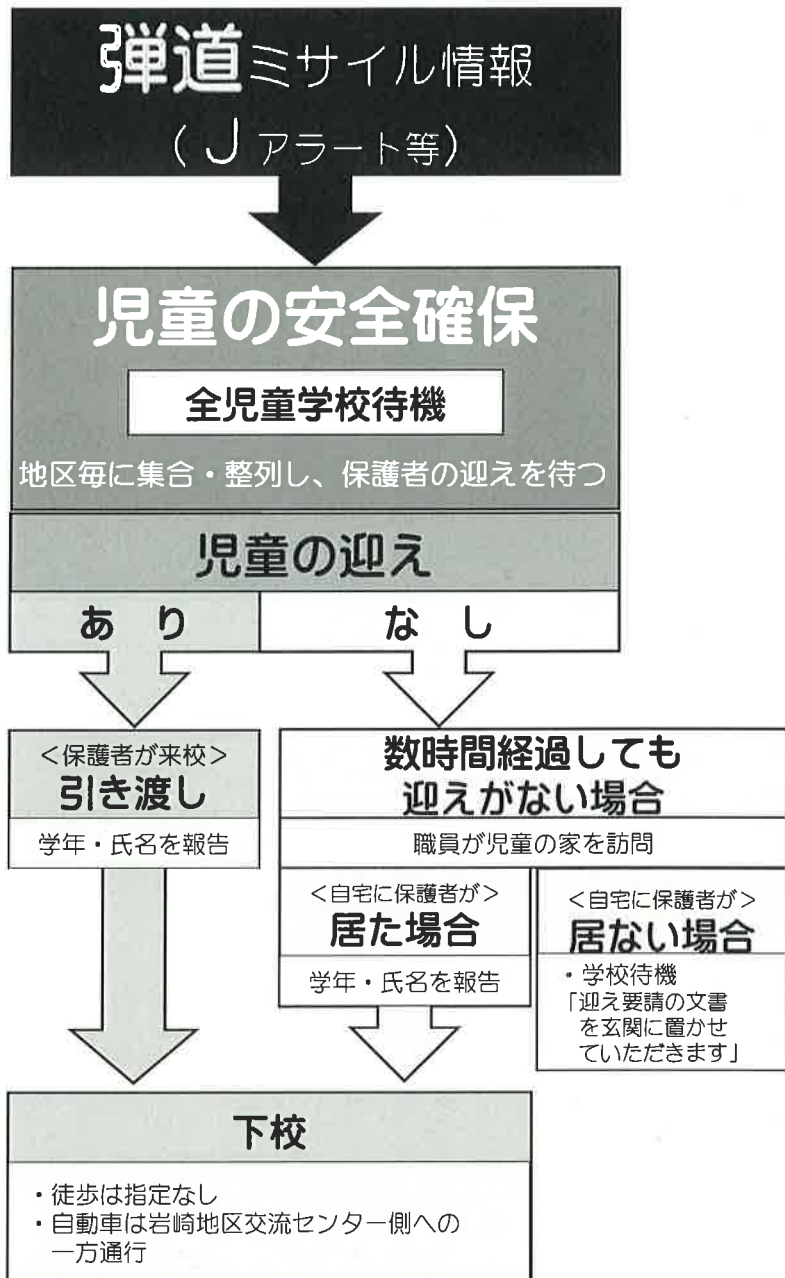 弾道ミサイル情報
(Jアラート等)
児童の安全確保
全児童学校待機
地区毎に集合・整列し、保護者の迎えを待つ
児童の迎え
あり
なし
<保護者が来校>
引き渡し
学年・氏名を報告
数時間経過しても
迎えがない場合
職員が児童の家を訪問
<自宅に保護者が>
居た場合
学年・氏名を報告
<自宅に保護者が>
居ない場合
・学校待機
「迎え要請の文書
を玄関に置かせ
ていただきます」
下校
・徒歩は指定なし
・自動車は岩崎地区交流センター側への
一方通行